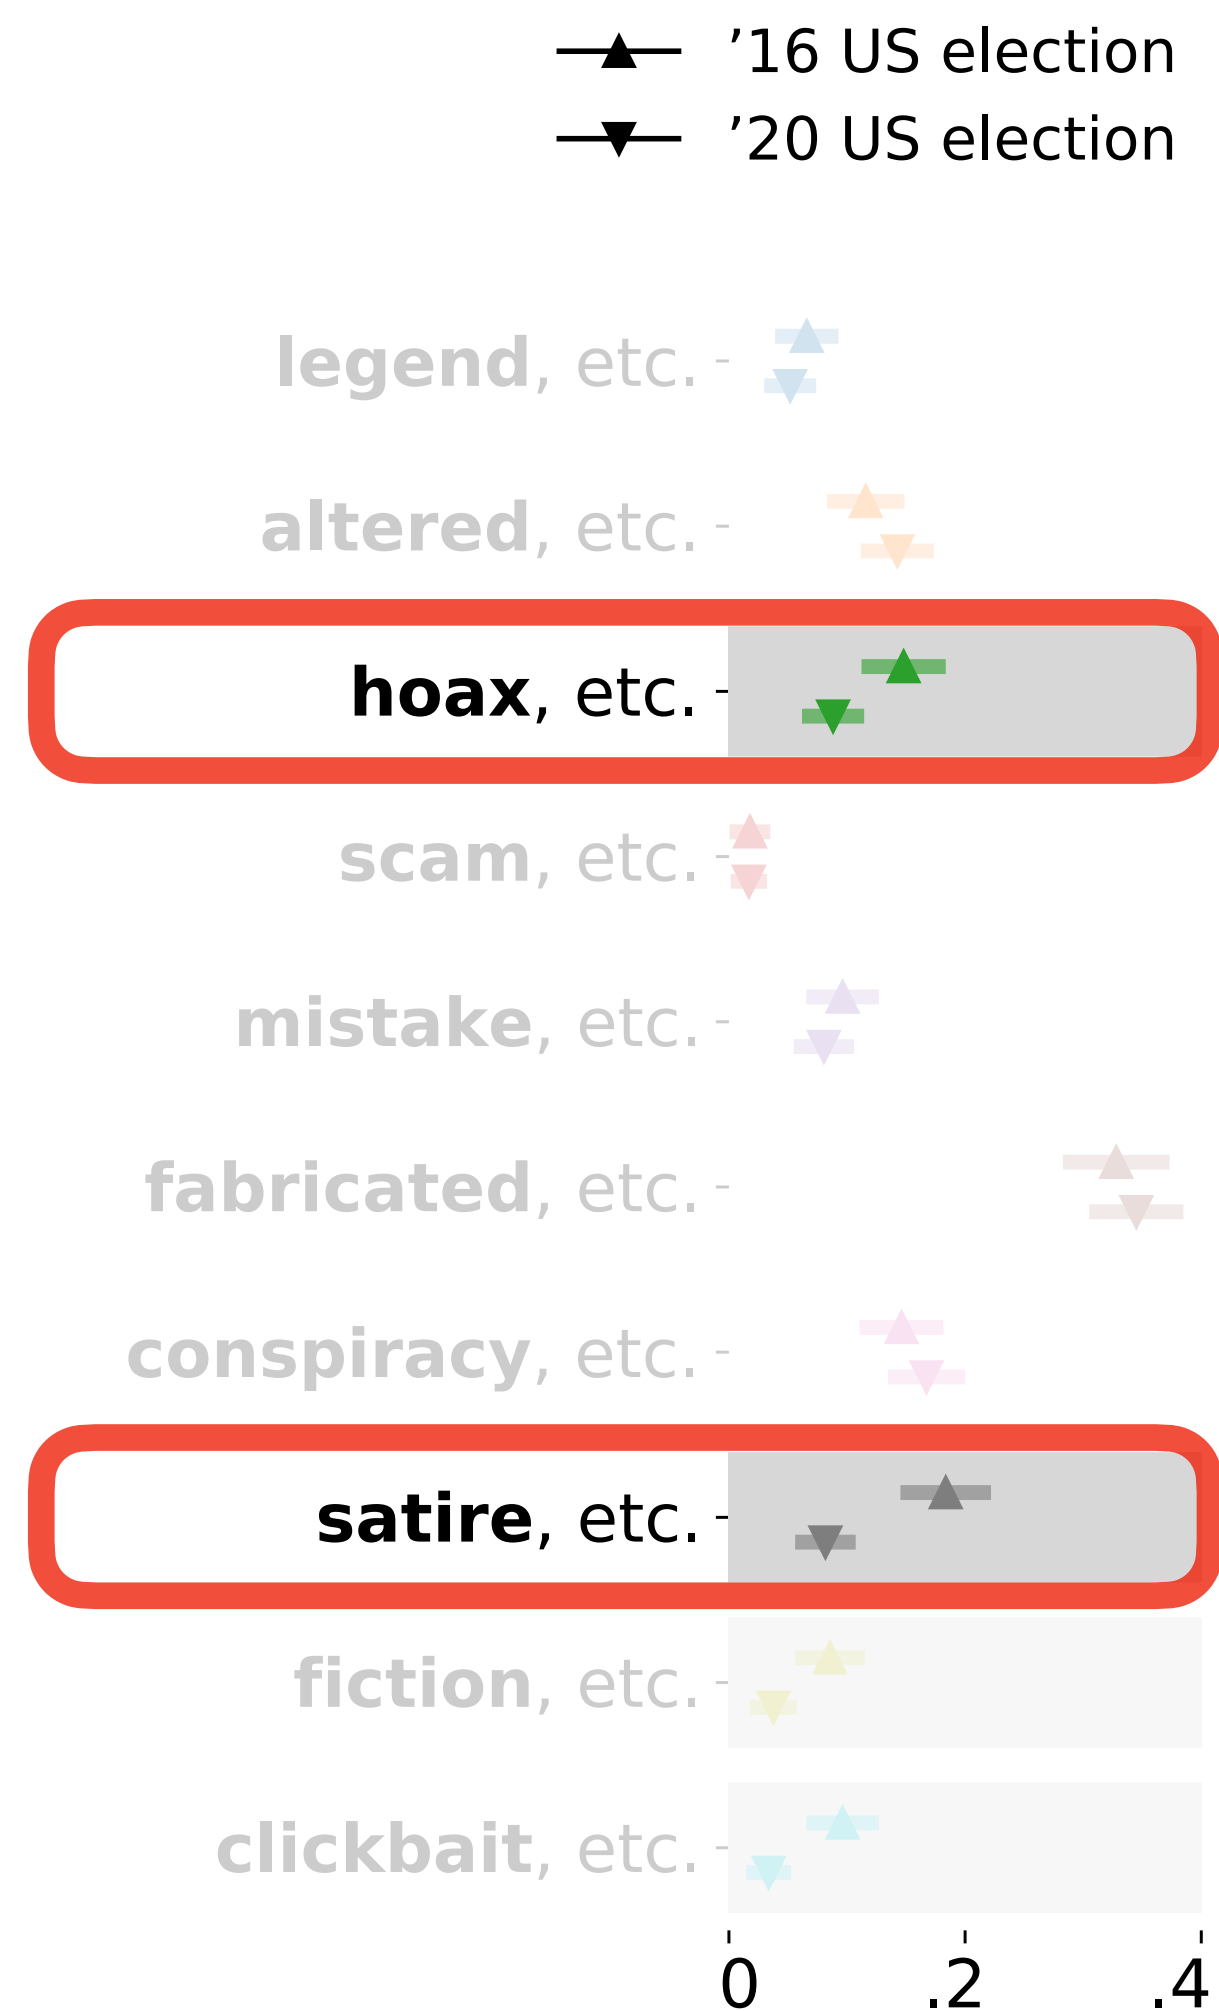 ’16 US election
’20 US election
legend, etc.
altered, etc.
hoax, etc.
scam, etc.
mistake, etc.
fabricated, etc.
conspiracy, etc.
satire, etc.
fiction, etc.
clickbait, etc.
0 .2 .4